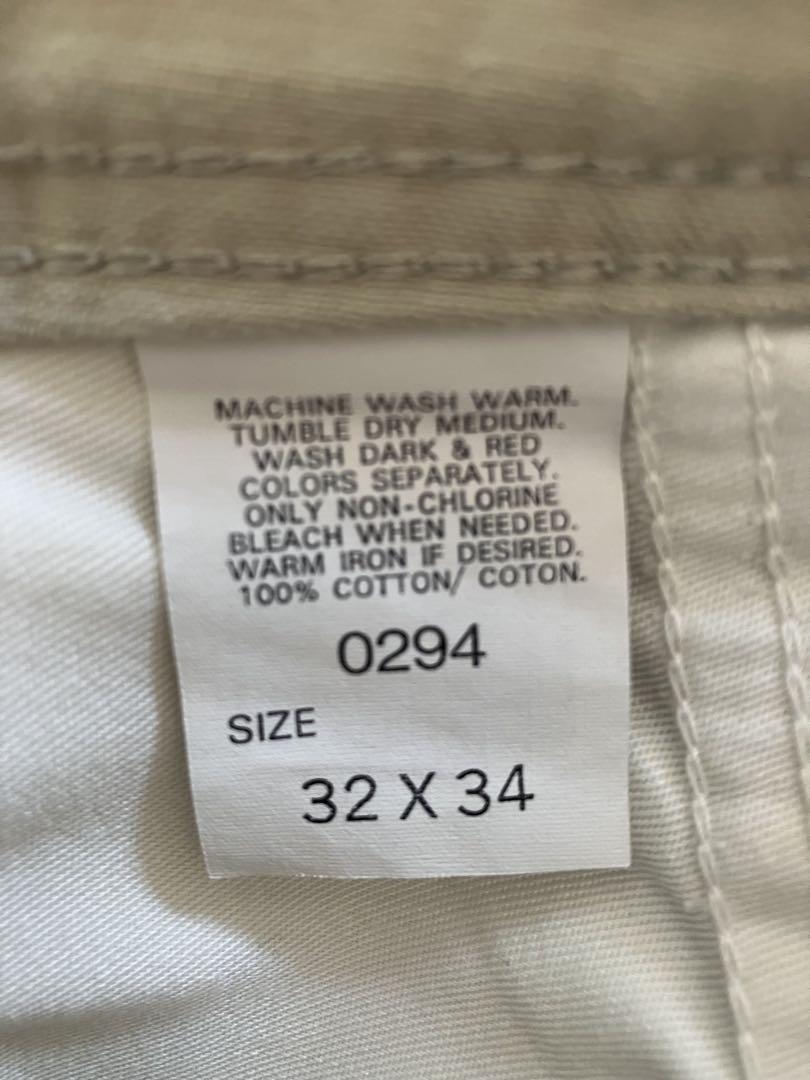 MACHINE WASH WARM.
TUMBLE DRY MEDIUM.
WASH DARK & RED
COLORS SEPARATELY.
ONLY NON-CHLORINE
BLEACH WHEN NEEDED.
WARM IRON IF DESIRED.
100% COTTON/ COTON.
0294
SIZE
32 X 34